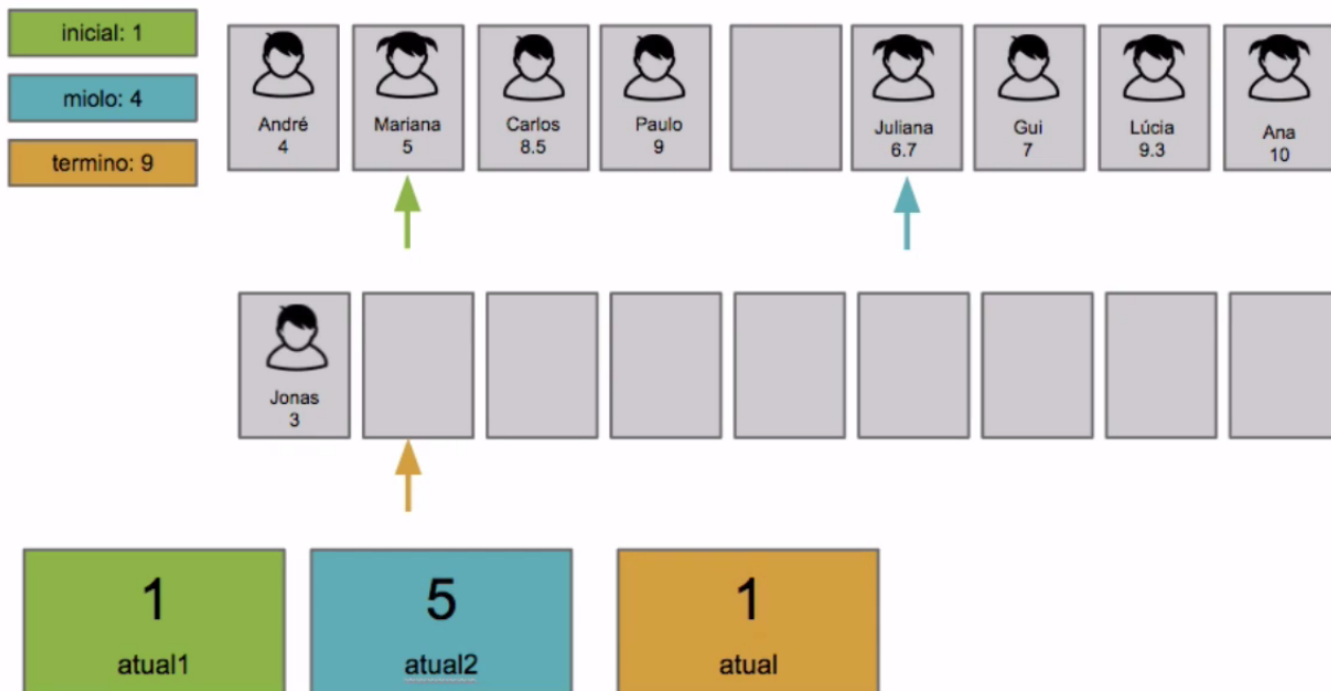 inicial: 1
miolo: 4
termino: 9
André
4
Mariana
5
Carlos
8.5
Paulo
9
Juliana
6.7
Gui
7
Lúcia
9.3
Ana
10
Jonas
3
1
atual1
5
atual2
1
atual